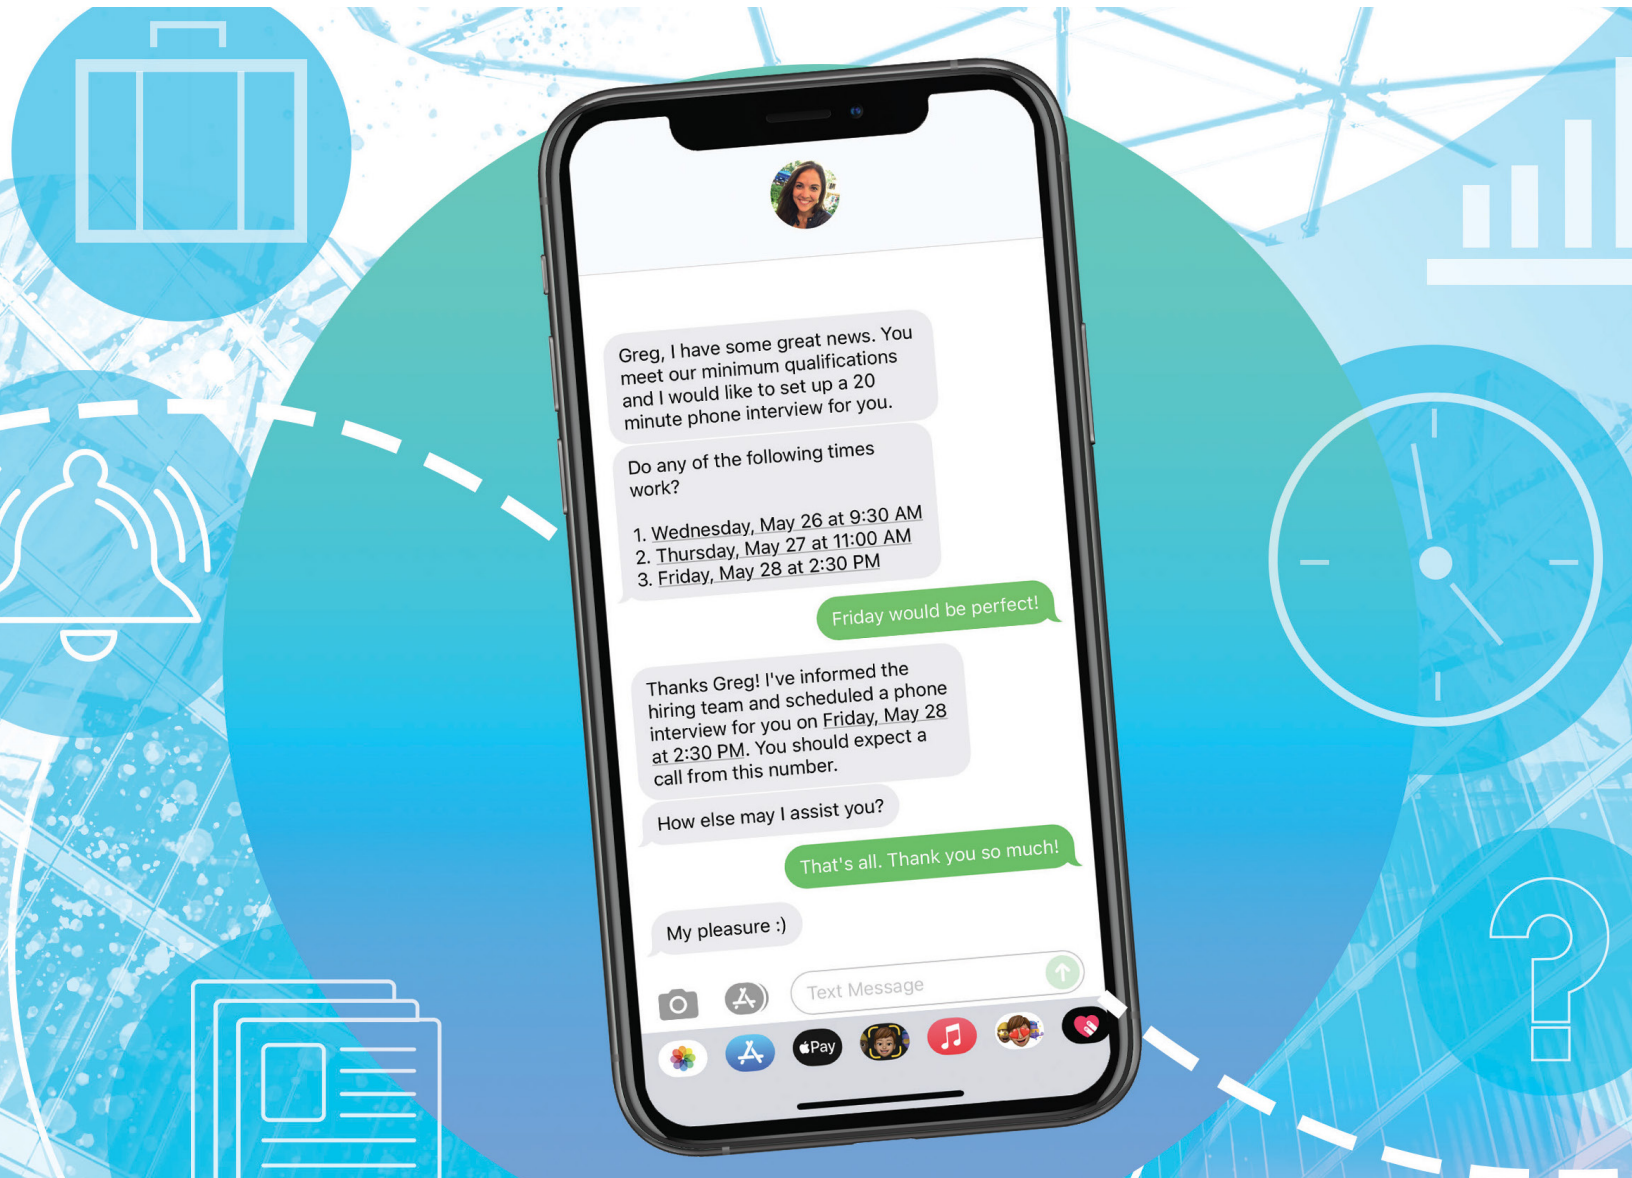 Greg, I have some great news. You
meet our minimum qualifications
and I would like to set up a 20
minute phone interview for you.
Do any of the following times
work?
1. Wednesday, May 26 at 9:30 AM
2. Thursday, May 27 at 11:00 AM
3. Friday, May 28 at 2:30 PM
Friday would be perfect!
Thanks Greg! I've informed the
hiring team and scheduled a phone
interview for you on Friday, May 28
at 2:30 PM. You should expect a
call from this number.
How else may I assist you?
That's all. Thank you so much!
My pleasure :)
Text Message
Pay